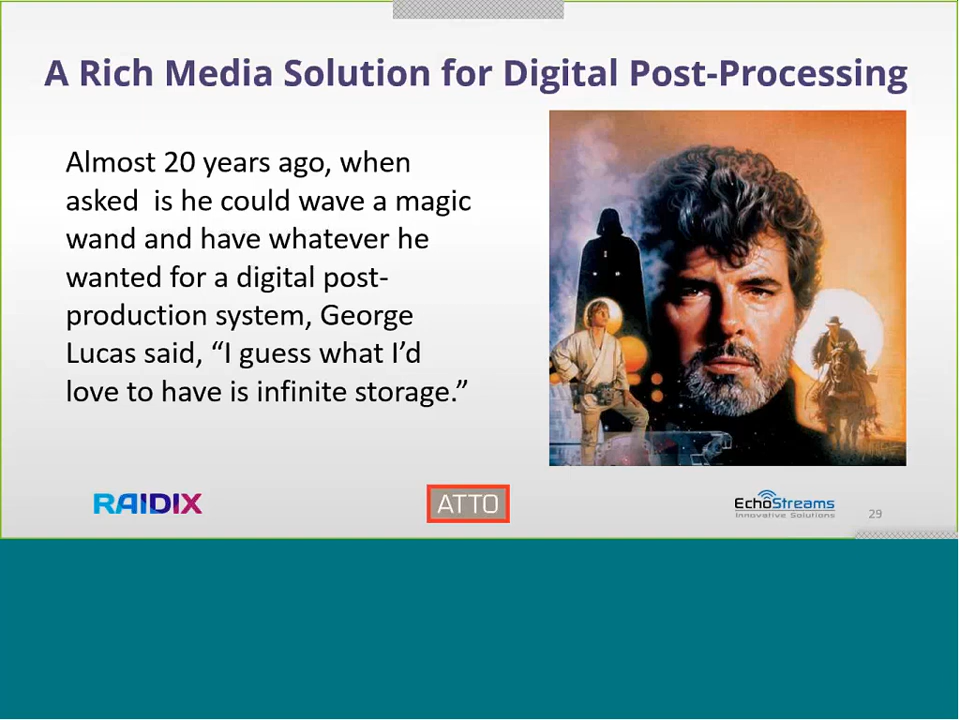 A Rich Media Solution for Digital Post-Processing
Almost 20 years ago, when
asked  is he could wave a magic
wand and have whatever he
wanted for a digital post-
production system, George
Lucas said, “I guess what I’d
love to have is infinite storage.”
RAIDIX
ATTO
EchoStreams
Innovative Solutions
29